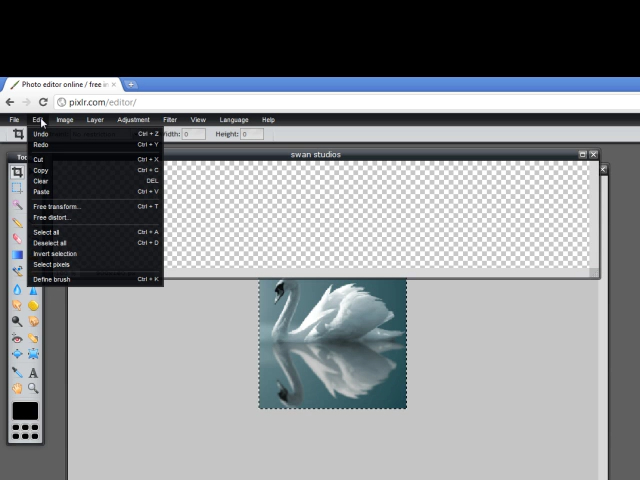 Photo editor online / free in
pixlr.com/editor/
File Edit Image Layer Adjustment Filter View Language Help
Undo Ctrl + Z
Width: 0 Height: 0
Redo Ctrl + Y
swan studios
Cut Ctrl + X
Copy Ctrl + C
Clear DEL
Paste Ctrl + V
Free transform... Ctrl + T
Free distort...
Select all Ctrl + A
Deselect all Ctrl + D
Invert selection
Select pixels
Define brush Ctrl + K
A